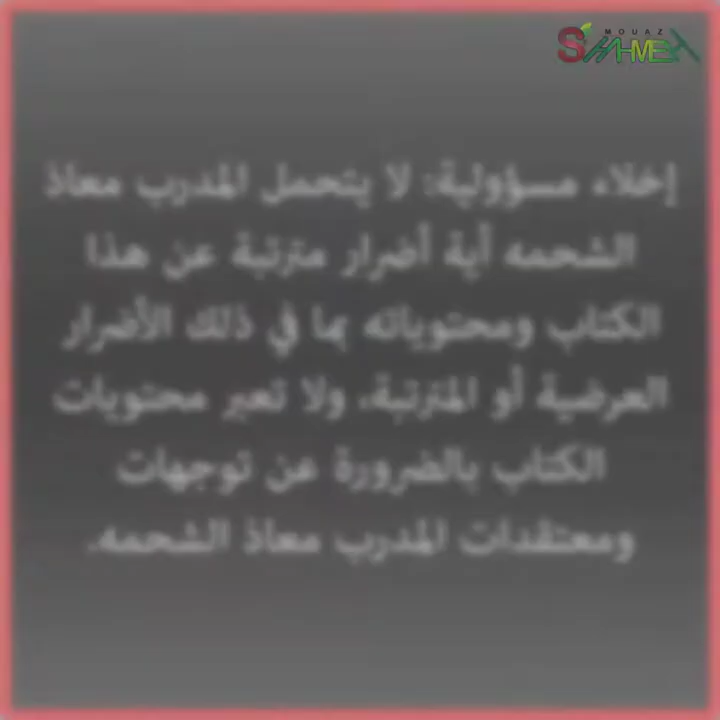 MOUAZ
SHAHMEH
إخلاء مسؤولية: لا يتحمل المدرب معاذ
الشحمه أية أضرار مترتبة عن هذا
الكتاب ومحتوياته بما في ذلك الأضرار
العرضية أو المترتبة، ولا تعبر محتويات
الكتاب بالضرورة عن توجهات
ومعتقدات المدرب معاذ الشحمه.